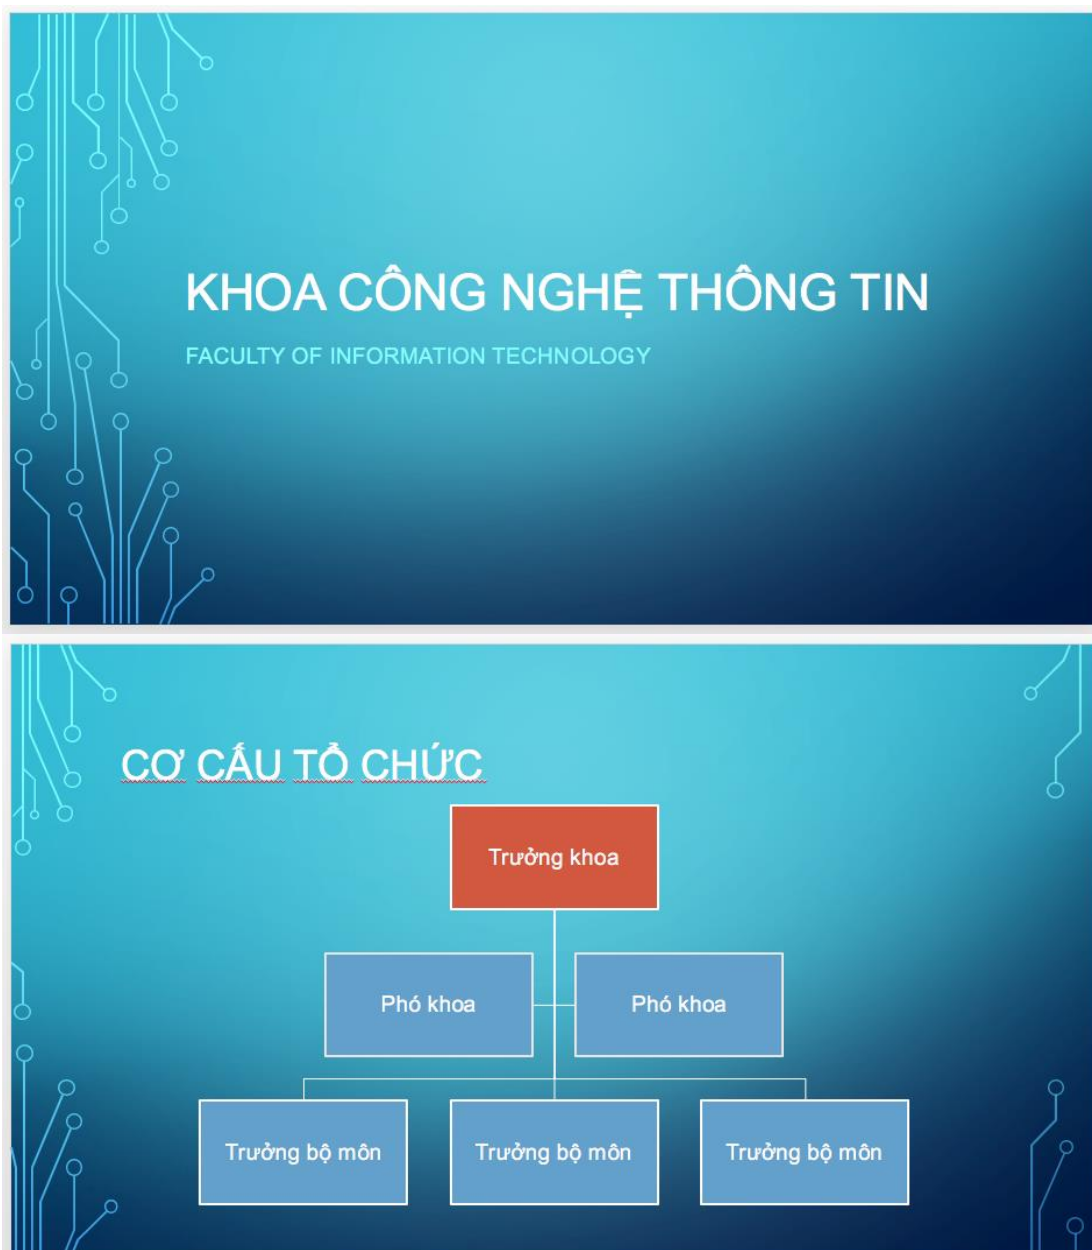 KHOA CÔNG NGHỆ THÔNG TIN
FACULTY OF INFORMATION TECHNOLOGY
CƠ CẤU TỔ CHỨC
Trưởng khoa
Phó khoa
Phó khoa
Trưởng bộ môn
Trưởng bộ môn
Trưởng bộ môn